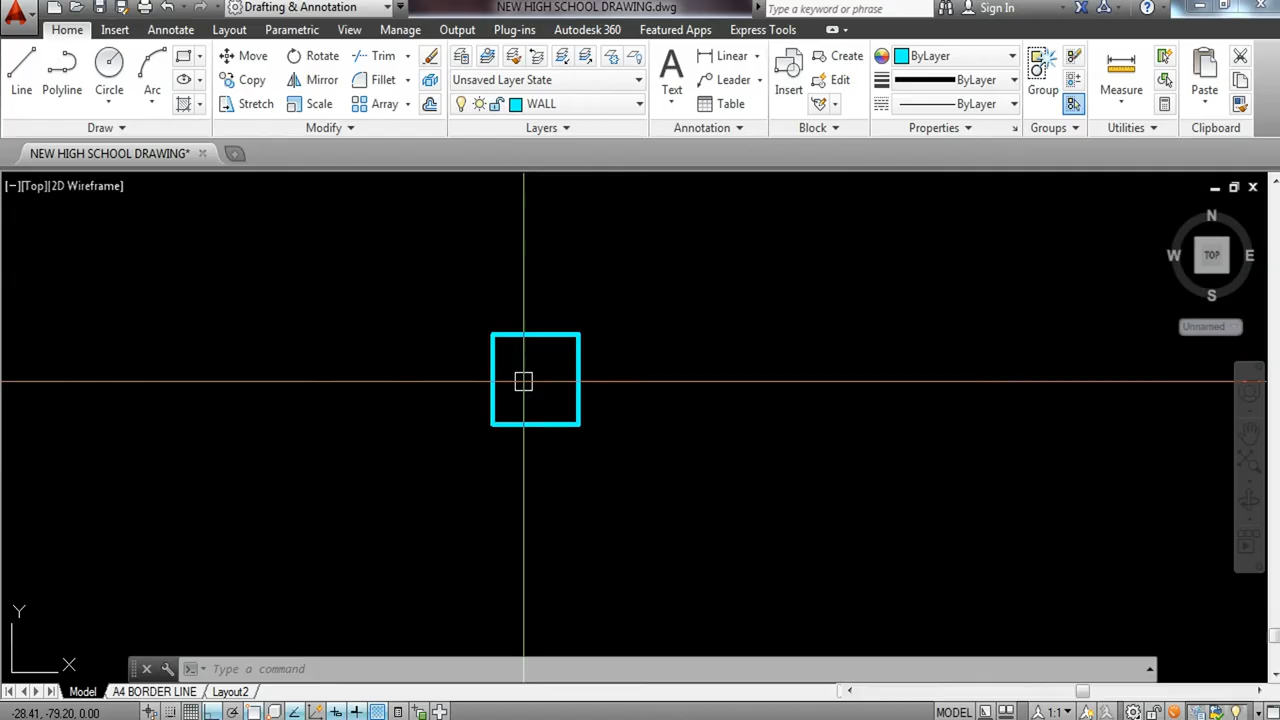 Drafting & Annotation NEW HIGH SCHOOL DRAWING.dwg Type a keyword or phrase Sign In
Home Insert Annotate Layout Parametric View Manage Output Plug-ins Autodesk 360 Featured Apps Express Tools
Line Polyline Circle Arc
Move Rotate Trim
Copy Mirror Fillet
Stretch Scale Array
Unsaved Layer State
WALL
Text
Linear
Leader
Table
Insert
Create
Edit
ByLayer
ByLayer
ByLayer
Group
Measure
Paste
Draw Modify Layers Annotation Block Properties Groups Utilities Clipboard
NEW HIGH SCHOOL DRAWING*
[−][Top][2D Wireframe]
N
W TOP E
S
Unnamed
Y
X
Type a command
Model A4 BORDER LINE Layout2
-28.41, -79.20, 0.00 MODEL 1:1